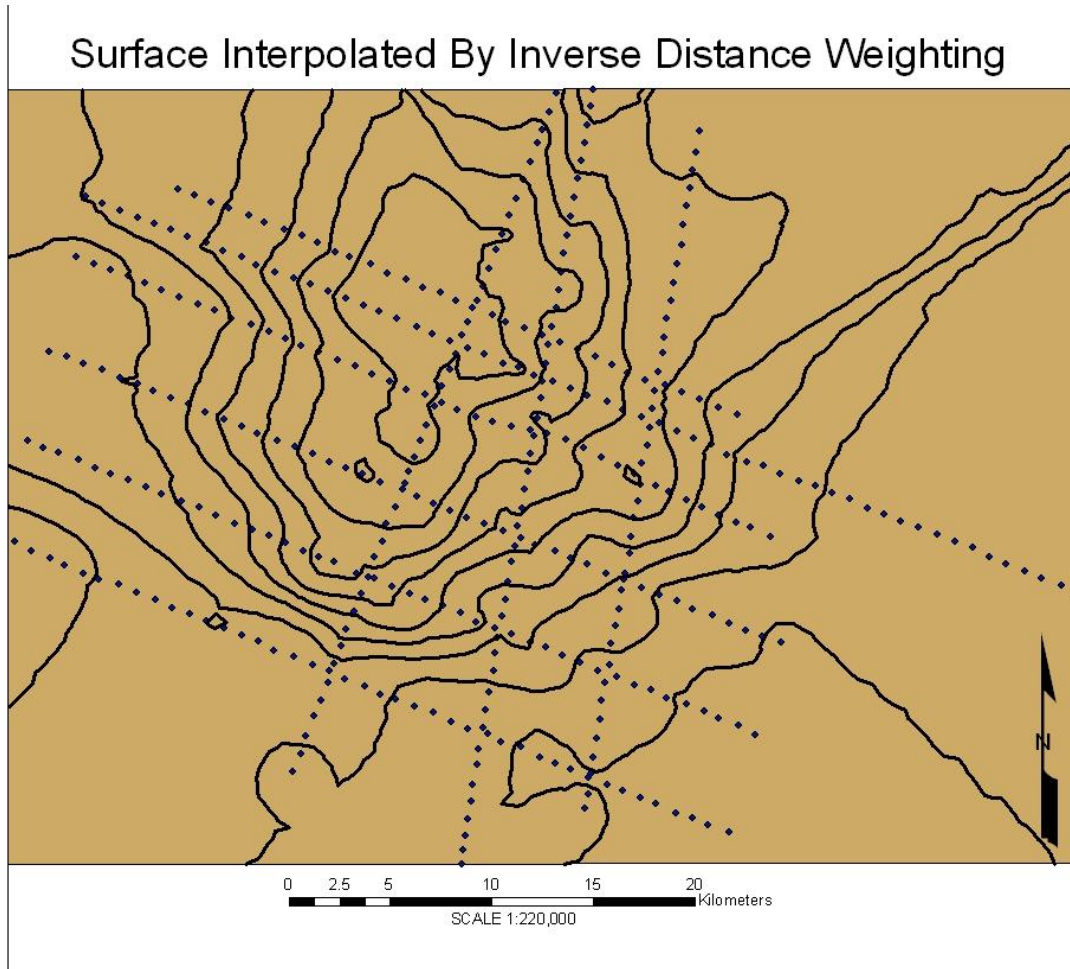 Surface Interpolated By Inverse Distance Weighting
N
0 2.5 5 10 15 20
Kilometers
SCALE 1:220,000